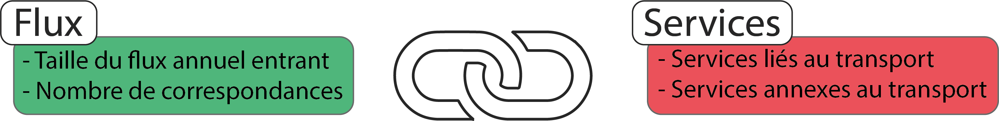 Flux
- Taille du flux annuel entrant
- Nombre de correspondances
Services
- Services liés au transport
- Services annexes au transport